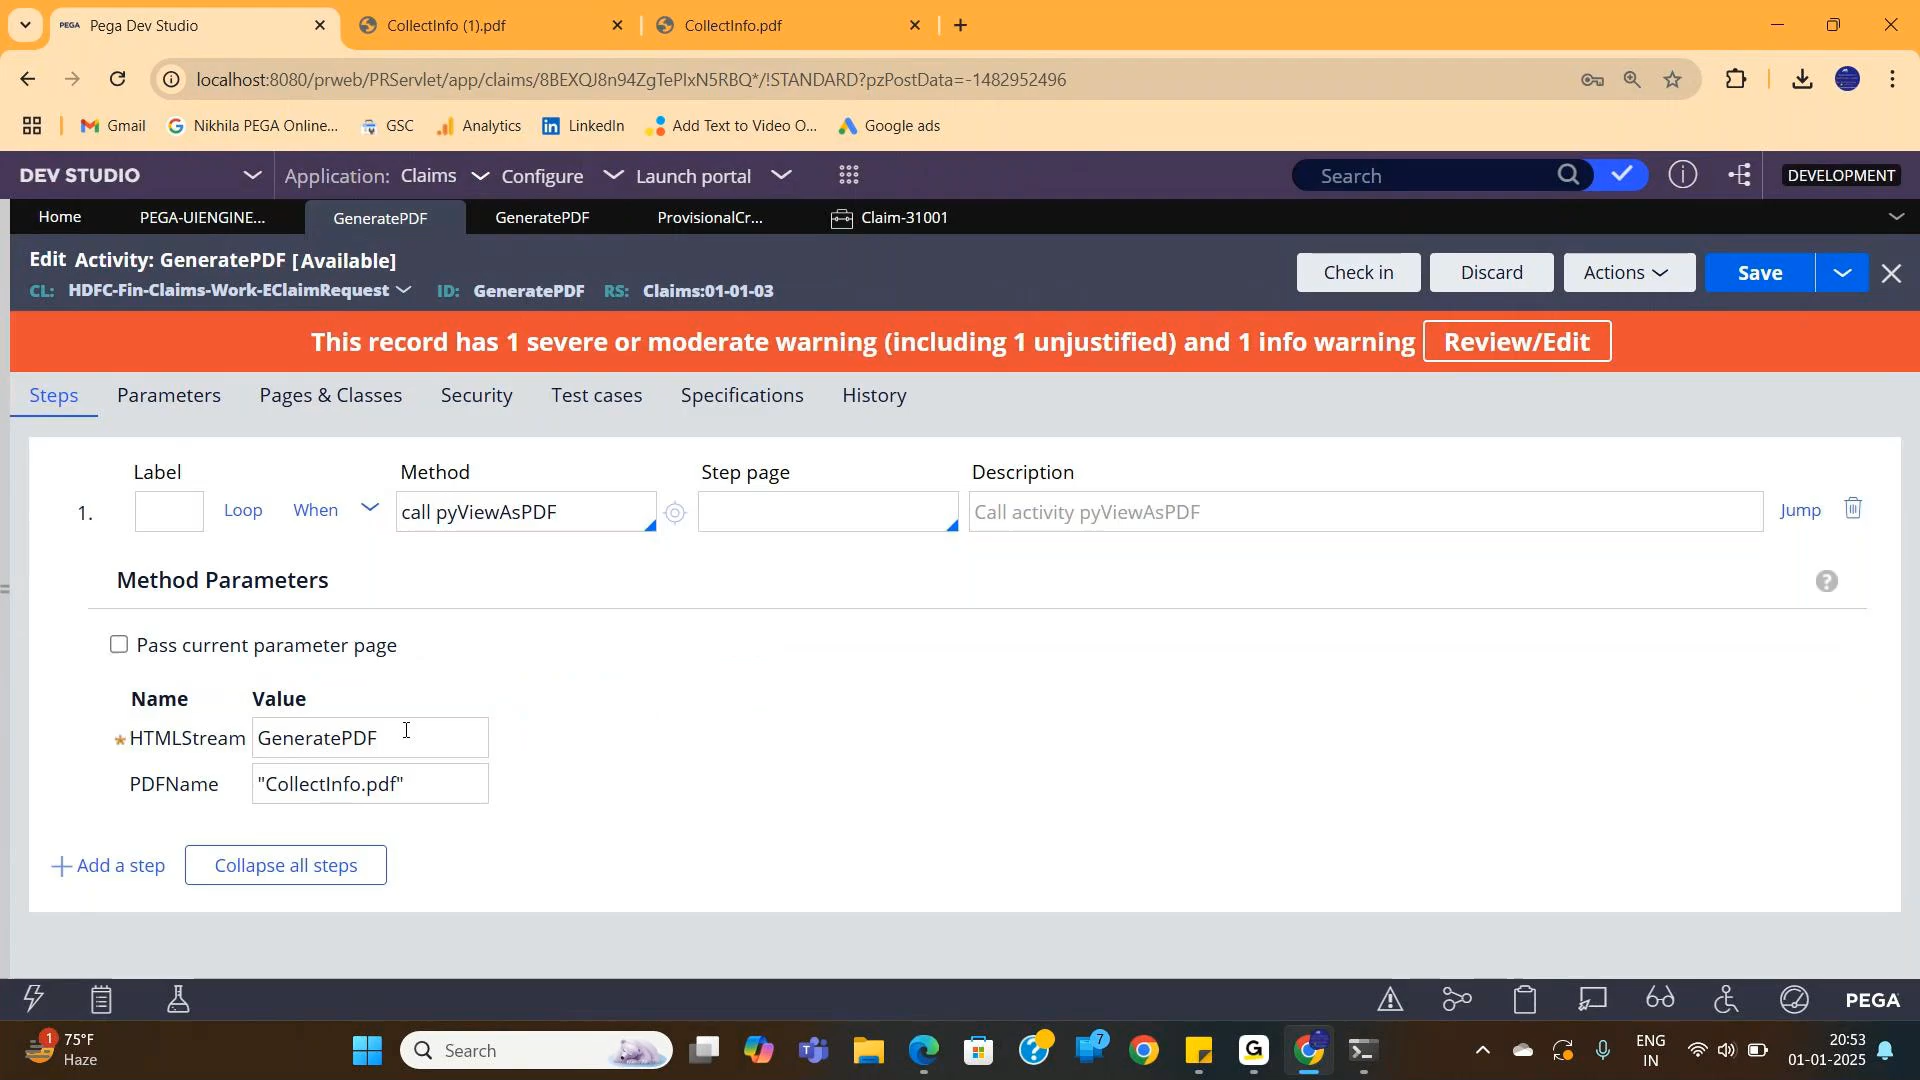 PEGA Pega Dev Studio
CollectInfo (1).pdf
CollectInfo.pdf
localhost:8080/prweb/PRServlet/app/claims/8BEXQJ8n94ZgTePIxN5RBQ*/!STANDARD?pzPostData=-1482952496
Gmail
Nikhila PEGA Online...
GSC
Analytics
LinkedIn
Add Text to Video O...
Google ads
DEV STUDIO
Application: Claims
Configure
Launch portal
Search
DEVELOPMENT
Home
PEGA-UIENGINE...
GeneratePDF
GeneratePDF
ProvisionalCr...
Claim-31001
Edit Activity: GeneratePDF [Available]
CL: HDFC-Fin-Claims-Work-EClaimRequest ID: GeneratePDF RS: Claims:01-01-03
Check in
Discard
Actions
Save
This record has 1 severe or moderate warning (including 1 unjustified) and 1 info warning Review/Edit
Steps
Parameters
Pages & Classes
Security
Test cases
Specifications
History
Label
Method
Step page
Description
1.
Loop
When
call pyViewAsPDF
Call activity pyViewAsPDF
Jump
Method Parameters
?
Pass current parameter page
Name Value
HTMLStream GeneratePDF
PDFName "CollectInfo.pdf"
Add a step
Collapse all steps
PEGA
1
75°F
Haze
Search
7
ENG
IN
20:53
01-01-2025